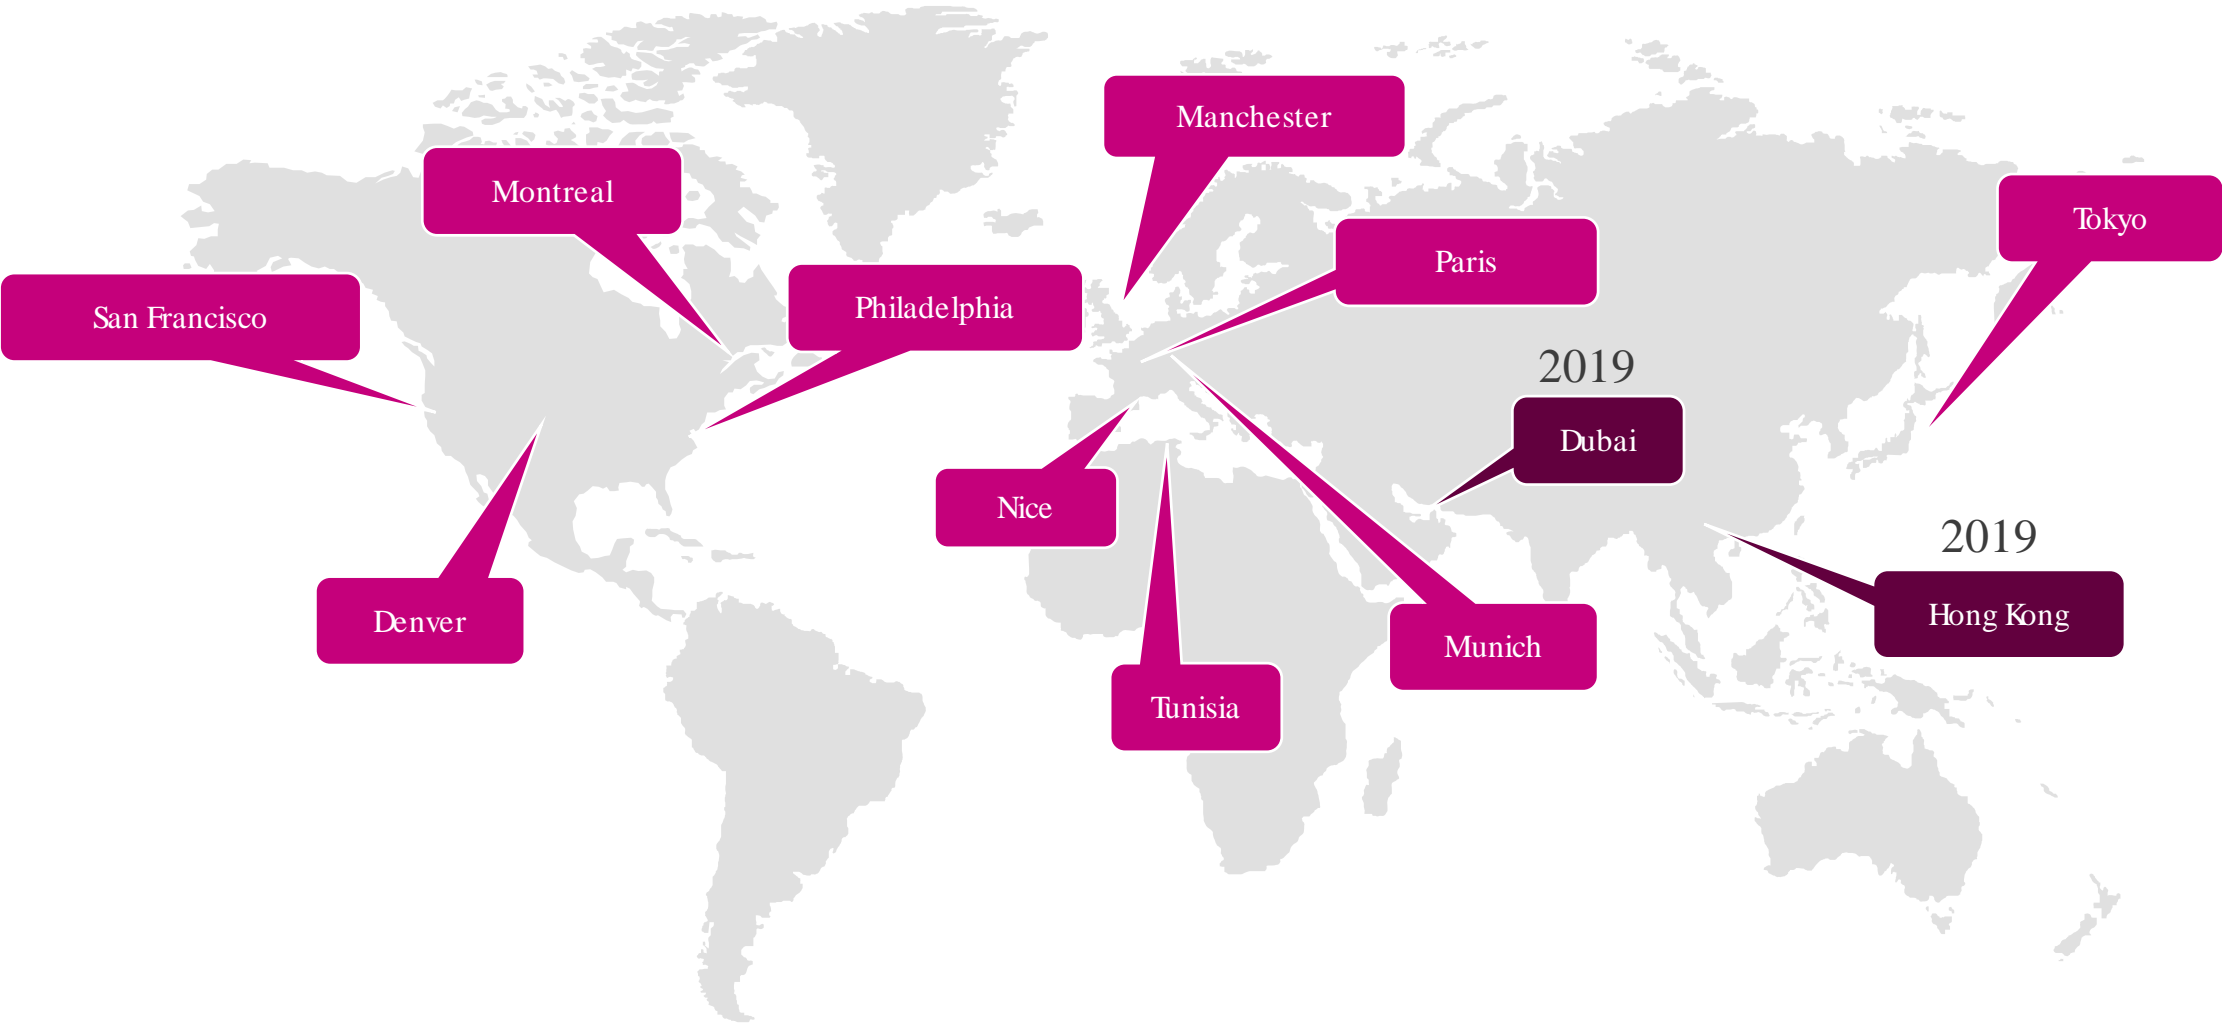 Manchester
Montreal
Tokyo
Paris
Philadelphia
San Francisco
2019
Dubai
Nice
2019
Hong Kong
Denver
Munich
Tunisia